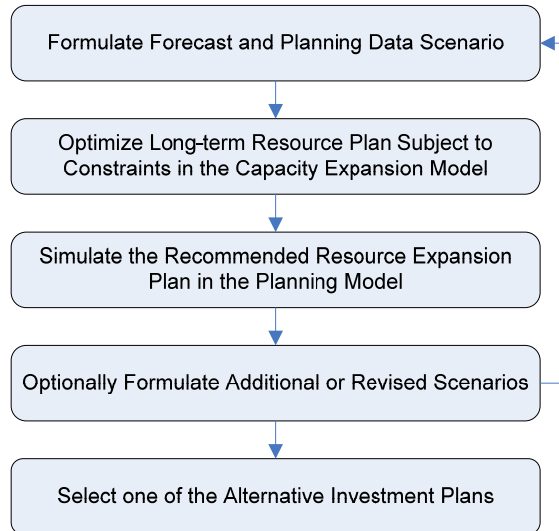 Formulate Forecast and Planning Data Scenario
Optimize Long-term Resource Plan Subject to
Constraints in the Capacity Expansion Model
Simulate the Recommended Resource Expansion
Plan in the Planning Model
Optionally Formulate Additional or Revised Scenarios
Select one of the Alternative Investment Plans